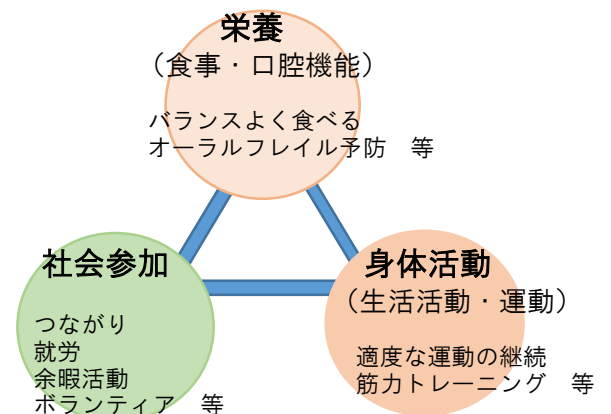 栄養
（食事・口腔機能）
バランスよく食べる
オーラルフレイル予防　等
社会参加
つながり
就労
余暇活動
ボランティア　等
身体活動
（生活活動・運動）
適度な運動の継続
筋力トレーニング　等